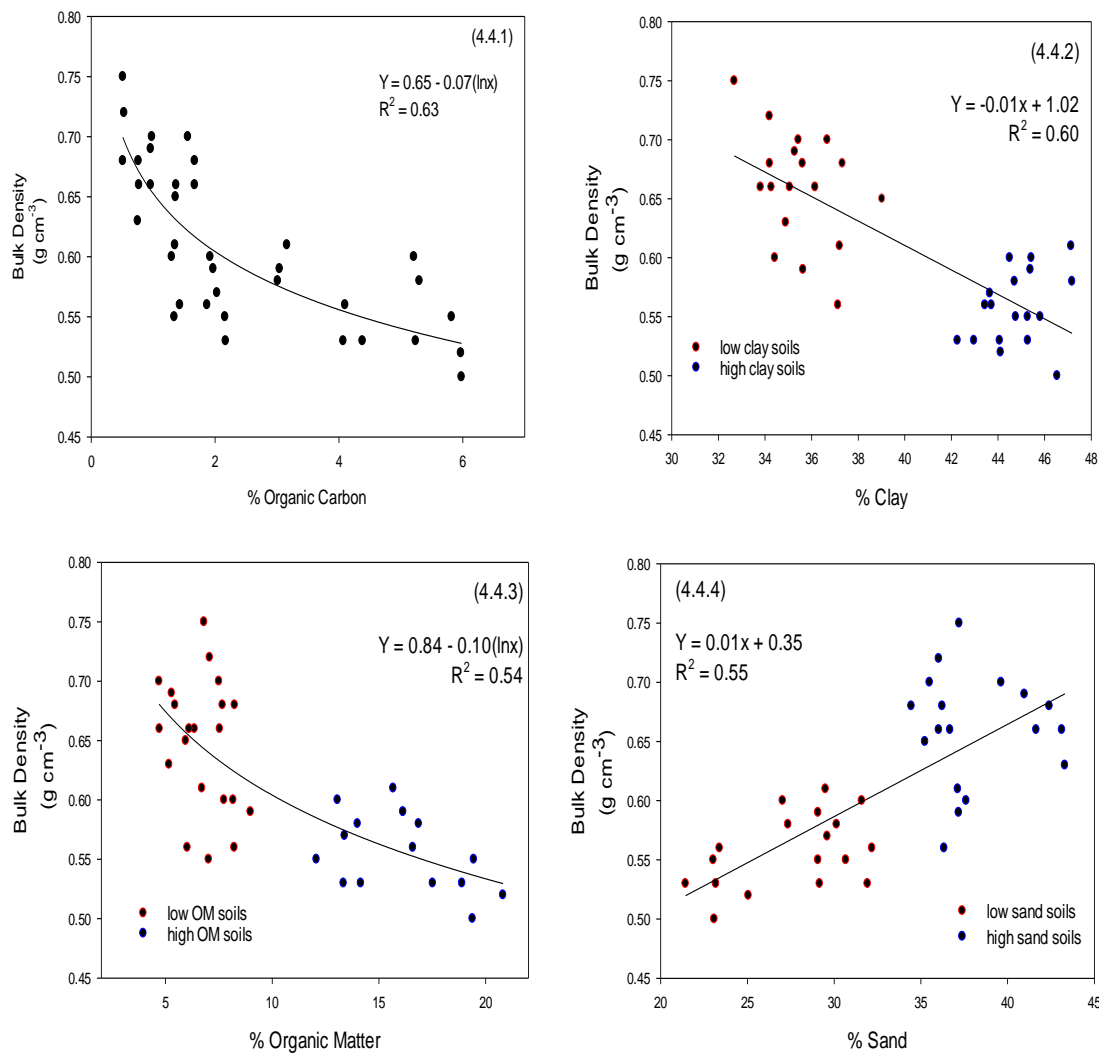 (4.4.1)
Y = 0.65 - 0.07(lnx)
R² = 0.63
Bulk Density
(g cm⁻³)
0.80
0.75
0.70
0.65
0.60
0.55
0.50
0.45
0 2 4 6
% Organic Carbon
(4.4.2)
Y = -0.01x + 1.02
R² = 0.60
Bulk Density
(g cm⁻³)
0.80
0.75
0.70
0.65
0.60
0.55
0.50
0.45
low clay soils
high clay soils
30 32 34 36 38 40 42 44 46 48
% Clay
(4.4.3)
Y = 0.84 - 0.10(lnx)
R² = 0.54
Bulk Density
(g cm⁻³)
0.80
0.75
0.70
0.65
0.60
0.55
0.50
0.45
low OM soils
high OM soils
5 10 15 20
% Organic Matter
(4.4.4)
Y = 0.01x + 0.35
R² = 0.55
Bulk Density
(g cm⁻³)
0.80
0.75
0.70
0.65
0.60
0.55
0.50
0.45
low sand soils
high sand soils
20 25 30 35 40 45
% Sand